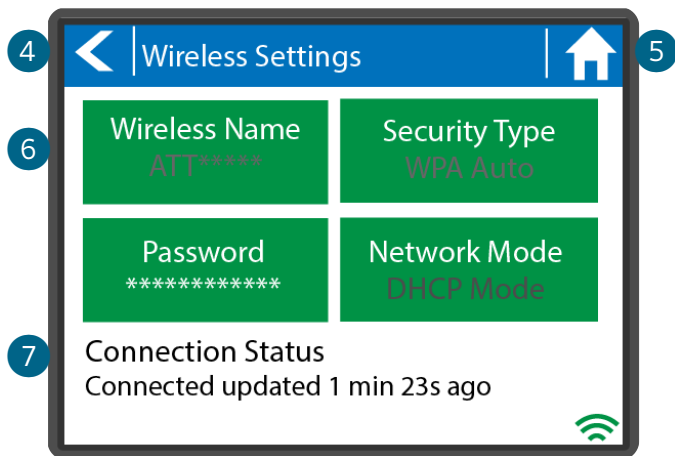 4
Wireless Settings
5
6
Wireless Name
ATT*****
Security Type
WPA Auto
Password
************
Network Mode
DHCP Mode
7
Connection Status
Connected updated 1 min 23s ago